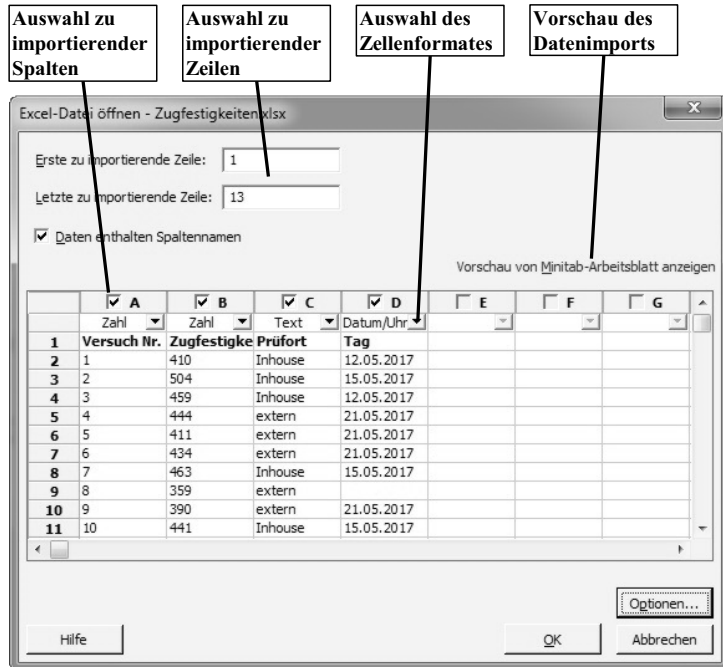 Auswahl zu
importierender
Spalten
Auswahl zu
importierender
Zeilen
Auswahl des
Zellenformates
Vorschau des
Datenimports
Excel-Datei öffnen - Zugfestigkeiten.xlsx
Erste zu importierende Zeile: 1
Letzte zu importierende Zeile: 13
Daten enthalten Spaltennamen
Vorschau von Minitab-Arbeitsblatt anzeigen
A B C D E F G
Zahl Zahl Text Datum/Uhr
1 Versuch Nr. Zugfestigke Prüfort Tag
2 1 410 Inhouse 12.05.2017
3 2 504 Inhouse 15.05.2017
4 3 459 Inhouse 12.05.2017
5 4 444 extern 21.05.2017
6 5 411 extern 21.05.2017
7 6 434 extern 21.05.2017
8 7 463 Inhouse 15.05.2017
9 8 359 extern
10 9 390 extern 21.05.2017
11 10 441 Inhouse 15.05.2017
Optionen...
Hilfe OK Abbrechen